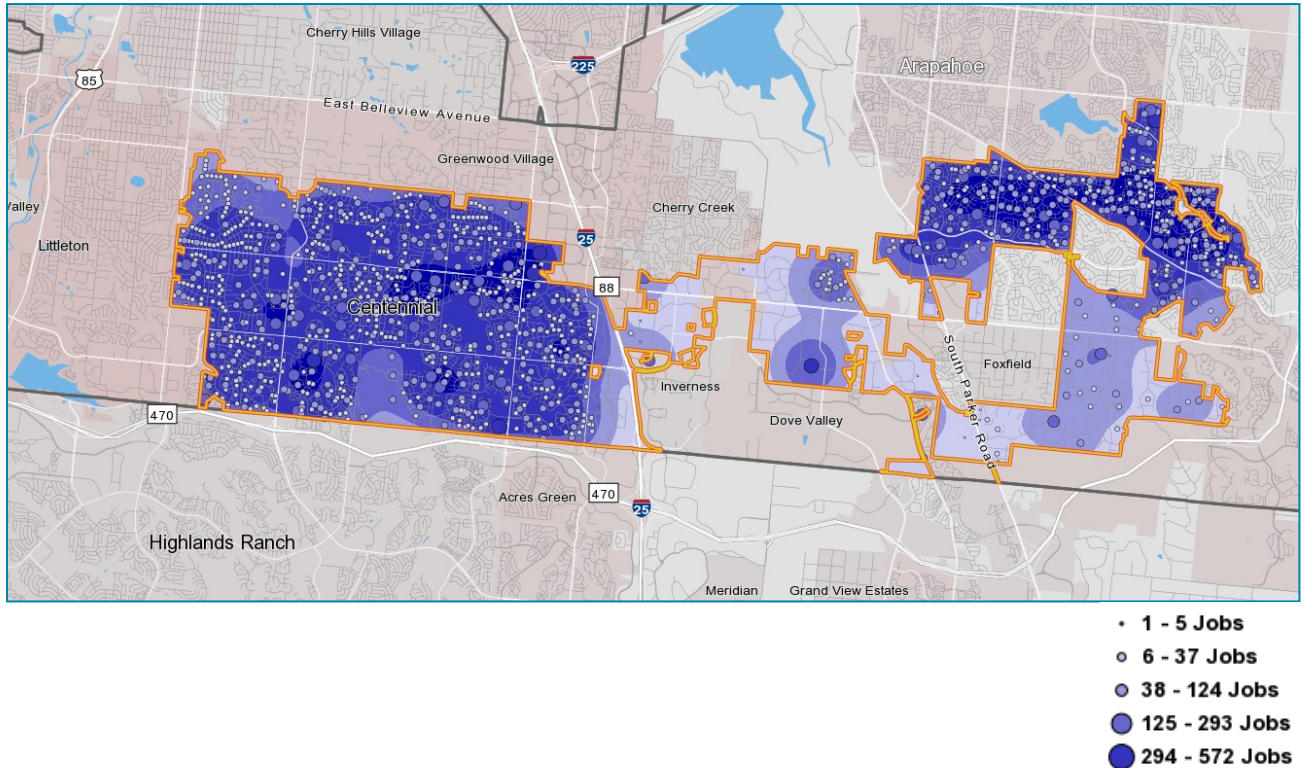 Cherry Hills Village
225
Arapahoe
85
East Belleview Avenue
Greenwood Village
Valley
Cherry Creek
Littleton
25
88
Centennial
South Parker Road
Foxfield
Inverness
470
Dove Valley
Acres Green
470
25
Highlands Ranch
Meridian
Grand View Estates
1 - 5 Jobs
6 - 37 Jobs
38 - 124 Jobs
125 - 293 Jobs
294 - 572 Jobs